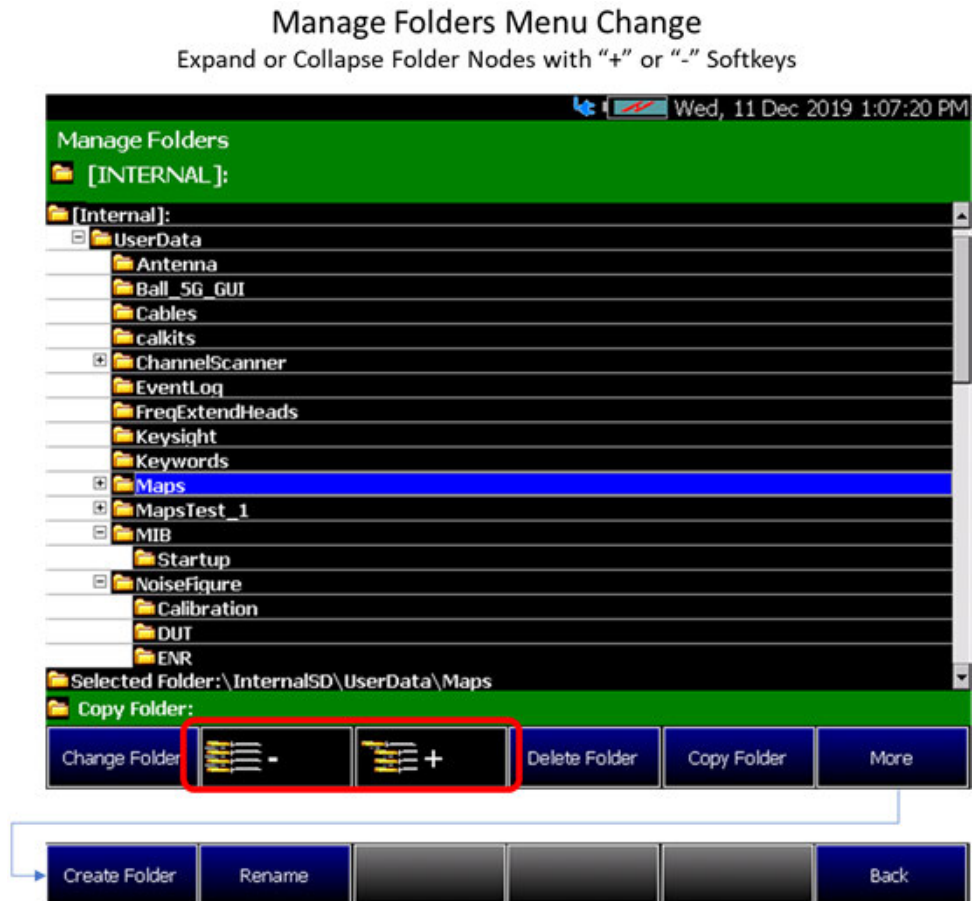 Manage Folders Menu Change
Expand or Collapse Folder Nodes with “+” or “-” Softkeys
Wed, 11 Dec 2019 1:07:20 PM
Manage Folders
[INTERNAL]:
[Internal]:
UserData
Antenna
Ball_5G_GUI
Cables
calkits
ChannelScanner
EventLog
FreqExtendHeads
Keysight
Keywords
Maps
MapsTest_1
MIB
Startup
NoiseFigure
Calibration
DUT
ENR
Selected Folder:\InternalSD\UserData\Maps
Copy Folder:
Change Folder - + Delete Folder Copy Folder More
Create Folder Rename Back